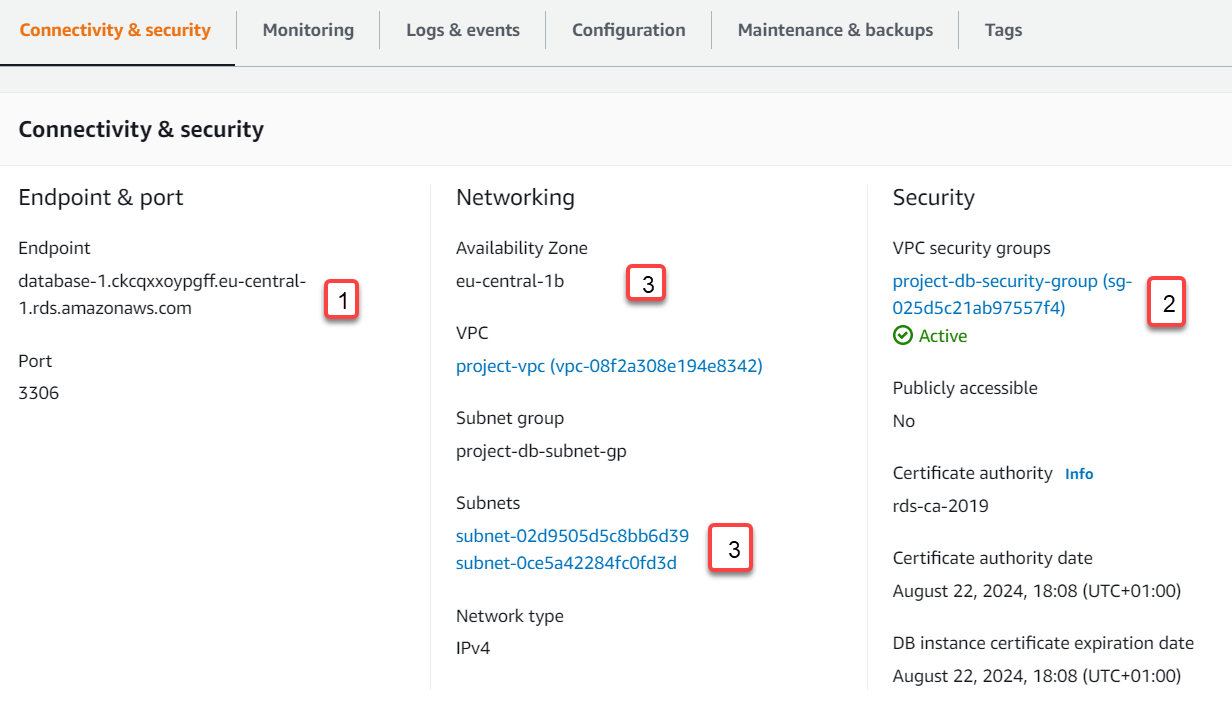 Connectivity & security
Monitoring
Logs & events
Configuration
Maintenance & backups
Tags
Connectivity & security
Endpoint & port
Endpoint
database-1.ckcqxxoypgff.eu-central-
1.rds.amazonaws.com
1
Port
3306
Networking
Availability Zone
eu-central-1b
3
VPC
project-vpc (vpc-08f2a308e194e8342)
Subnet group
project-db-subnet-gp
Subnets
subnet-02d9505d5c8bb6d39
subnet-0ce5a42284fc0fd3d
3
Network type
IPv4
Security
VPC security groups
project-db-security-group (sg-
025d5c21ab97557f4)
2
Active
Publicly accessible
No
Certificate authority Info
rds-ca-2019
Certificate authority date
August 22, 2024, 18:08 (UTC+01:00)
DB instance certificate expiration date
August 22, 2024, 18:08 (UTC+01:00)